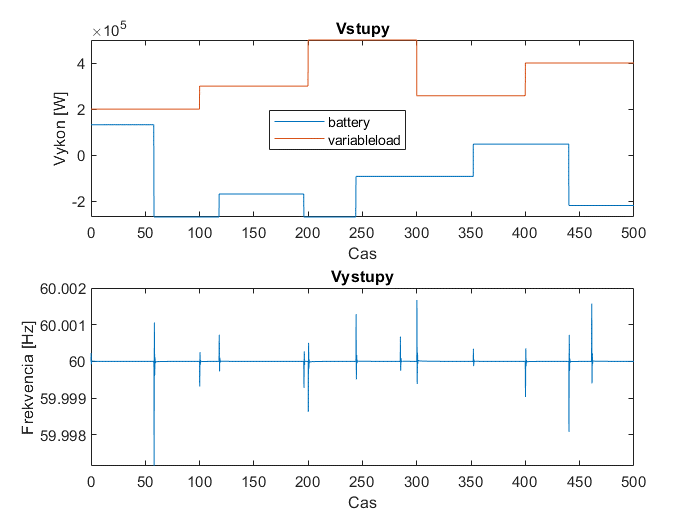 Vstupy
×10^5
Vykon [W]
4
2
0
-2
battery
variableload
0 50 100 150 200 250 300 350 400 450 500
Cas
Vystupy
Frekvencia [Hz]
60.002
60.001
60
59.999
59.998
0 50 100 150 200 250 300 350 400 450 500
Cas